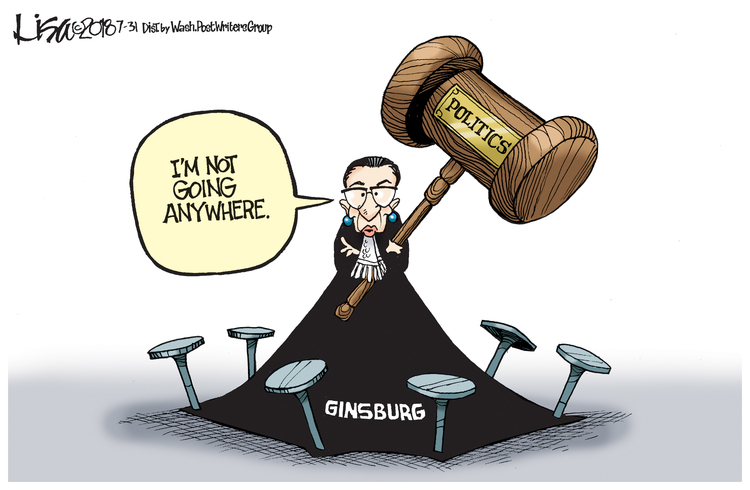 Lisa ©2018 7-31 DIST. by WASH. POST WRITERS GROUP
POLITICS
I'M NOT
GOING
ANYWHERE.
GINSBURG